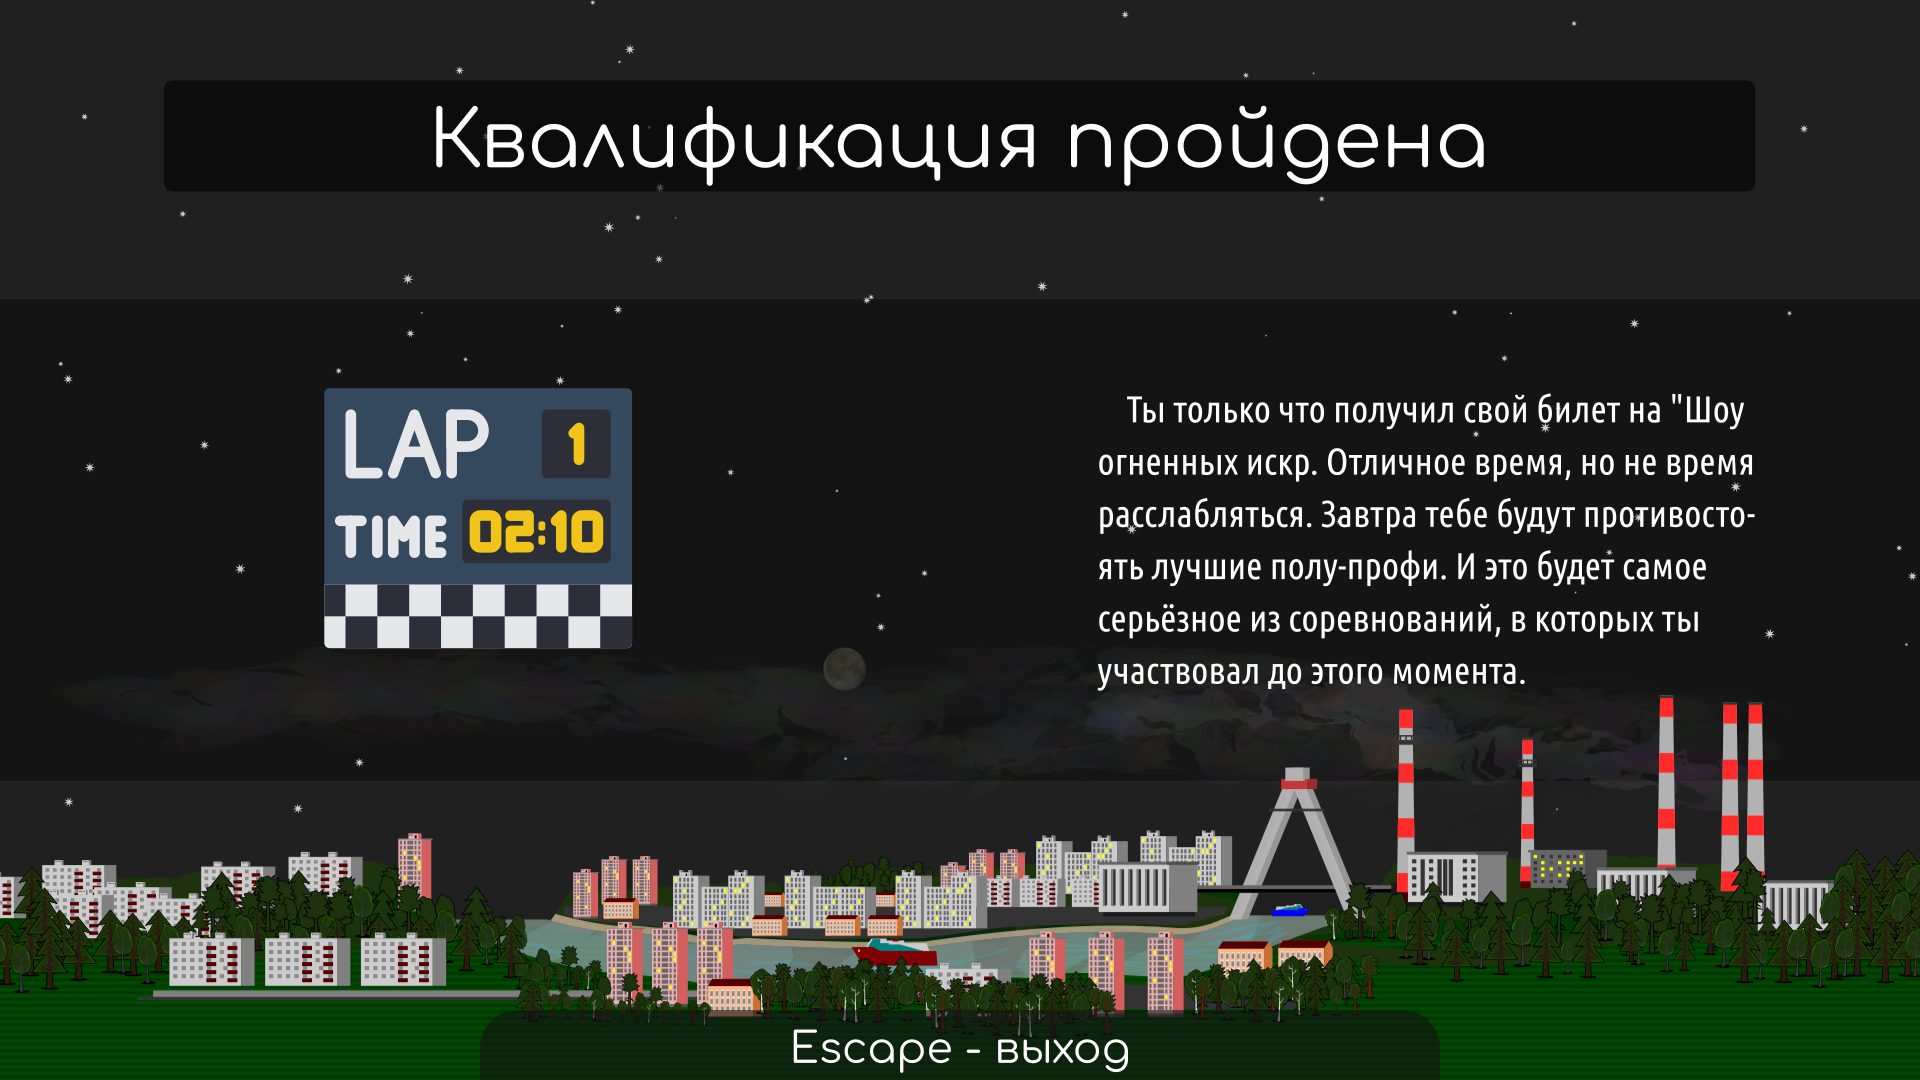 Квалификация пройдена
LAP 1
TIME 02:10
Ты только что получил свой билет на "Шоу
огненных искр. Отличное время, но не время
расслабляться. Завтра тебе будут противосто-
ять лучшие полу-профи. И это будет самое
серьёзное из соревнований, в которых ты
участвовал до этого момента.
Escape - выход